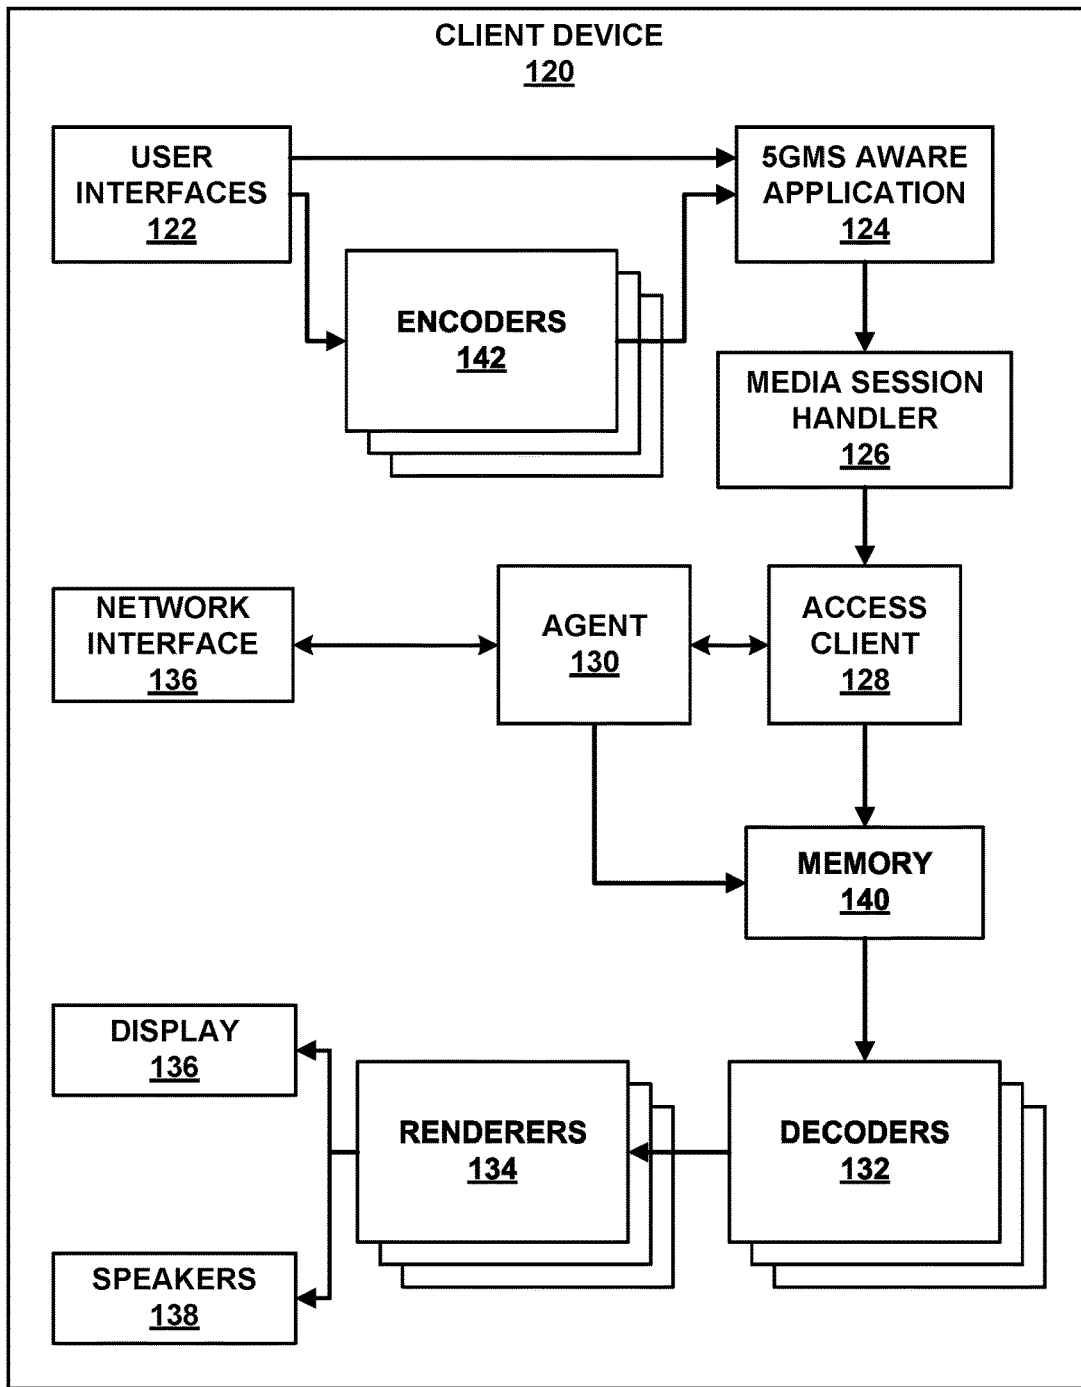 CLIENT DEVICE
120
USER
INTERFACES
122
5GMS AWARE
APPLICATION
124
ENCODERS
142
MEDIA SESSION
HANDLER
126
NETWORK
INTERFACE
136
AGENT
130
ACCESS
CLIENT
128
MEMORY
140
DISPLAY
136
RENDERERS
134
DECODERS
132
SPEAKERS
138